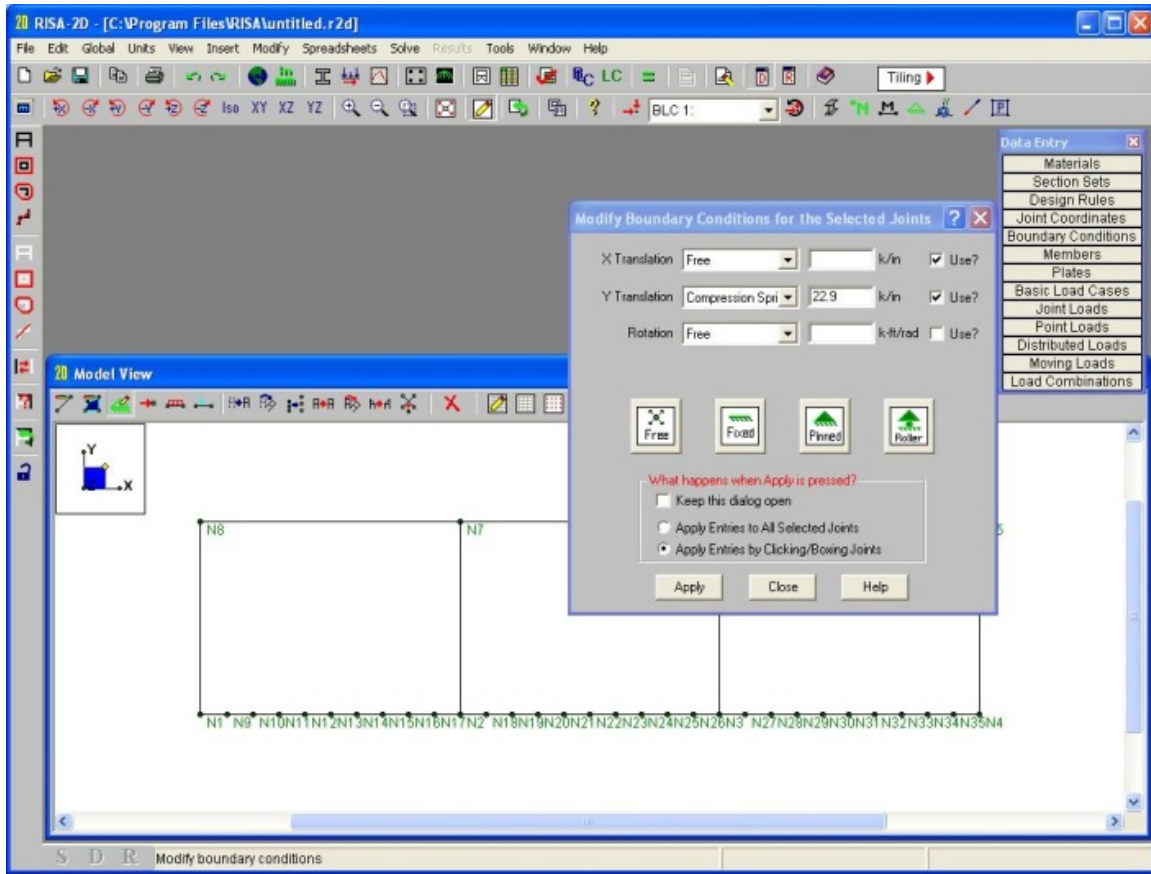 RISA-2D - [C:\Program Files\RISA\untitled.r2d]
File Edit Global Units View Insert Modify Spreadsheets Solve Results Tools Window Help
LC = D R Tiling
Iso XY XZ YZ ? BLC 1: N M P
Data Entry
Materials
Section Sets
Design Rules
Joint Coordinates
Boundary Conditions
Members
Plates
Basic Load Cases
Joint Loads
Point Loads
Distributed Loads
Moving Loads
Load Combinations
Modify Boundary Conditions for the Selected Joints ?
X Translation Free k/in Use?
Y Translation Compression Spri 22.9 k/in Use?
Rotation Free k-ft/rad Use?
Free Fixed Pinned Roller
What happens when Apply is pressed?
Keep this dialog open
Apply Entries to All Selected Joints
Apply Entries by Clicking/Boxing Joints
Apply Close Help
2D Model View
Y
X
N8 N7 5
N1 N9 N10N11N12N13N14N15N16N17N2 N18N19N20N21N22N23N24N25N26N3 N27N28N29N30N31N32N33N34N35N4
S D R Modify boundary conditions